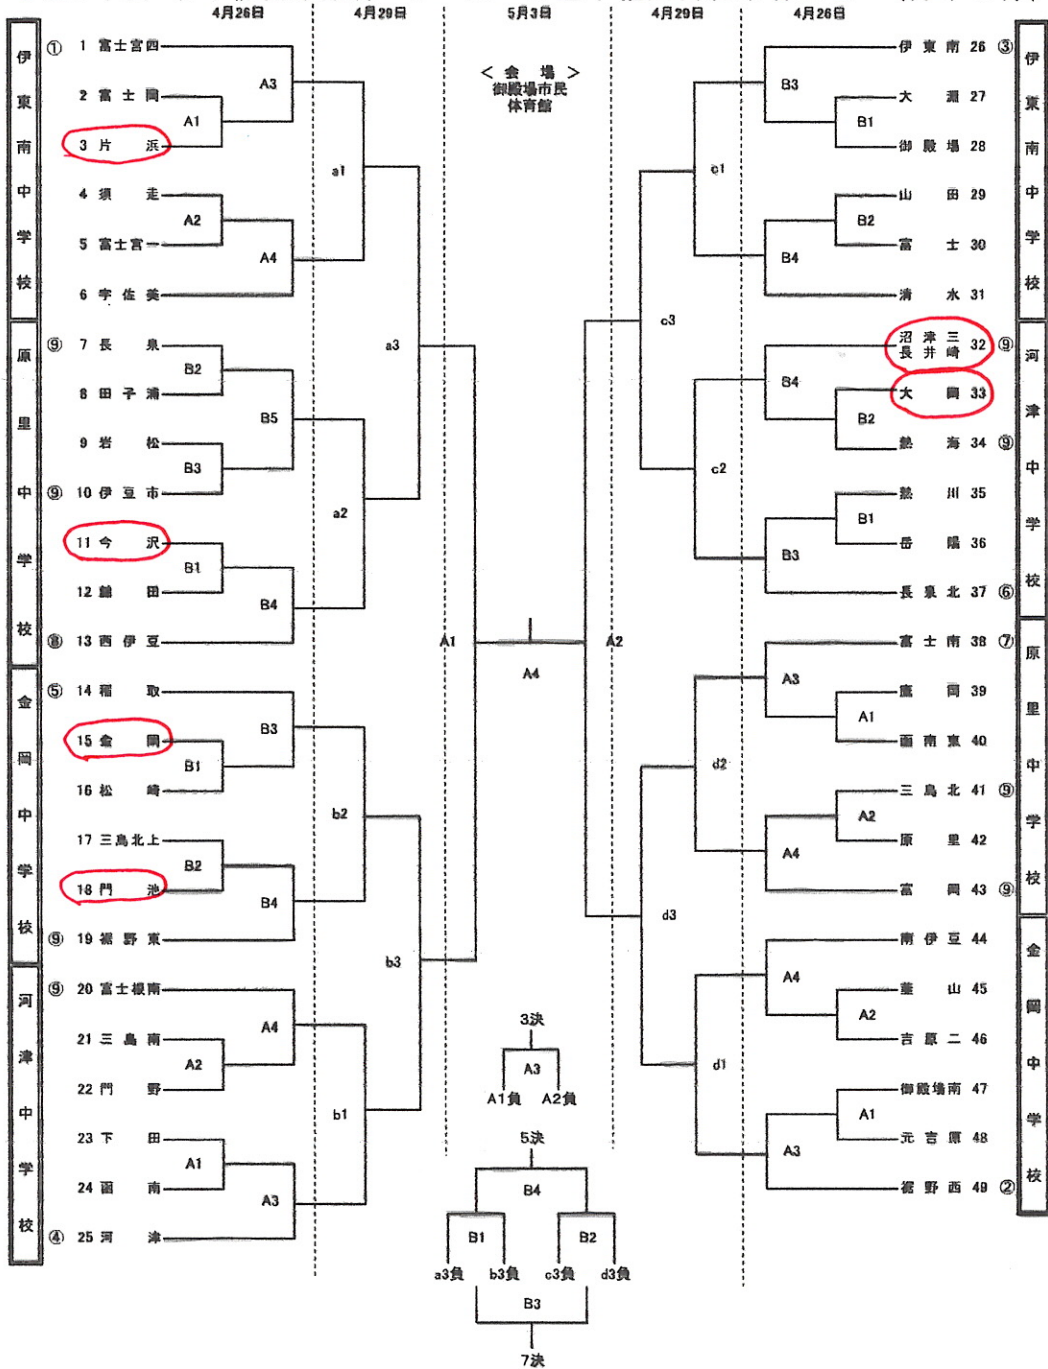 4月26日
4月29日
5月3日
4月29日
4月26日
＜会場＞
御殿場市民
体育館
伊東南中学校
① 1 富士宮四
2 富士岡
3 片浜
4 須走
5 富士宮一
6 宇佐美
A3
A1
A2
A4
a1
原里中学校
⑨ 7 長泉
8 田子浦
9 岩松
⑨ 10 伊豆市
11 今沢
12 錦田
⑧ 13 西伊豆
B2
B5
B3
B1
B4
a2
a3
金岡中学校
⑤ 14 稲取
15 金岡
16 松崎
17 三島北上
18 門池
⑨ 19 裾野東
B3
B1
B2
B4
b2
b3
河津中学校
⑨ 20 富士根南
21 三島南
22 門野
23 下田
24 函南
④ 25 河津
A4
A2
A1
A3
b1
A1
A4
A2
伊東南中学校
伊東南 26 ③
大淵 27
御殿場 28
山田 29
富士 30
清水 31
B3
B1
B2
B4
c1
c3
河津中学校
沼津三
長井崎 32 ⑨
大岡 33
熱海 34 ⑨
熱川 35
岳陽 36
長泉北 37 ⑥
B4
B2
B1
B3
c2
原里中学校
富士南 38 ⑦
鷹岡 39
函南東 40
三島北 41 ⑨
原里 42
富岡 43 ⑨
A3
A1
A2
A4
d2
d3
金岡中学校
南伊豆 44
韮山 45
吉原二 46
御殿場南 47
元吉原 48
裾野西 49 ②
A4
A2
A1
A3
d1
3決
A3
A1負 A2負
5決
B4
B1 B2
a3負 b3負 c3負 d3負
B3
7決